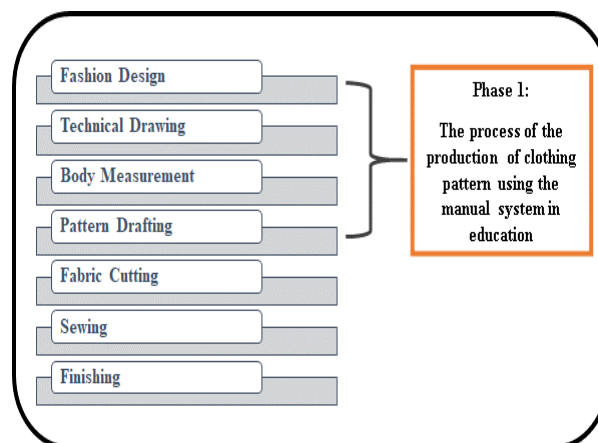 Fashion Design
Technical Drawing
Body Measurement
Pattern Drafting
Fabric Cutting
Sewing
Finishing
Phase 1:
The process of the
production of clothing
pattern using the
manual system in
education